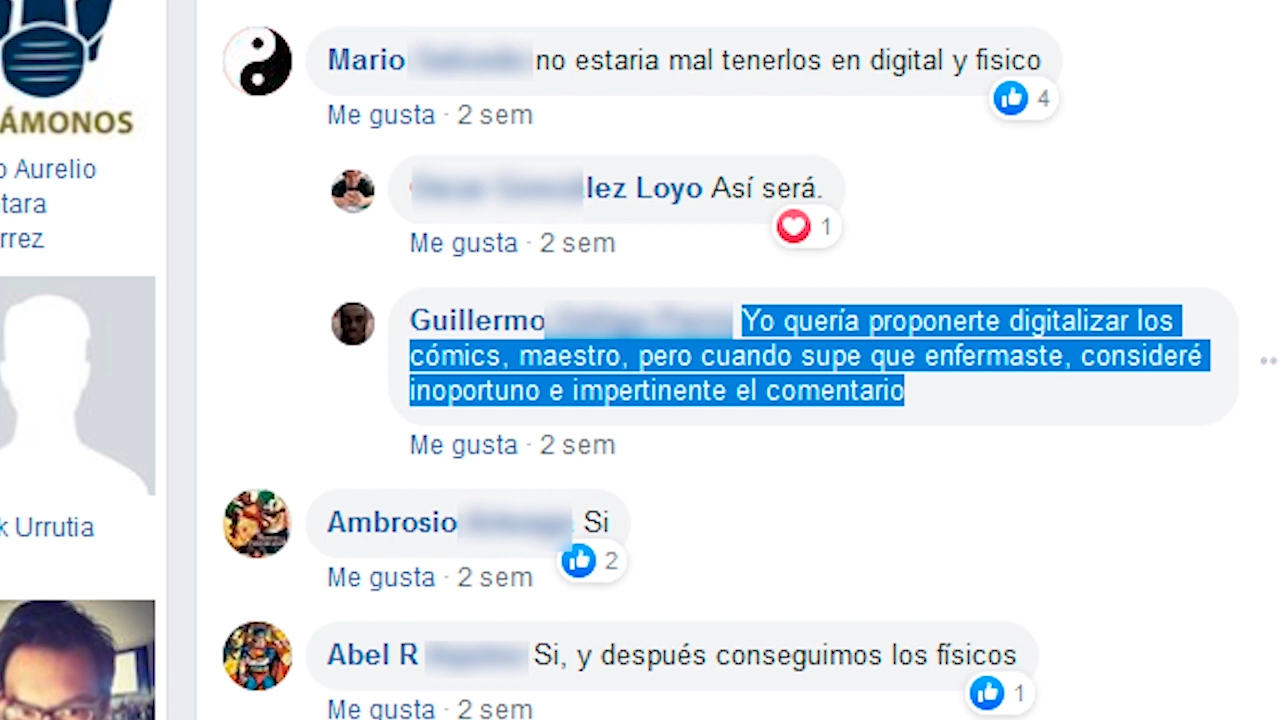 ÁMONOS
o Aurelio
tara
rrez
k Urrutia
Mario no estaria mal tenerlos en digital y fisico
4
Me gusta · 2 sem
lez Loyo Así será.
1
Me gusta · 2 sem
Guillermo Yo quería proponerte digitalizar los
cómics, maestro, pero cuando supe que enfermaste, consideré
inoportuno e impertinente el comentario
Me gusta · 2 sem
Ambrosio Si
2
Me gusta · 2 sem
Abel R Si, y después conseguimos los físicos
1
Me gusta · 2 sem